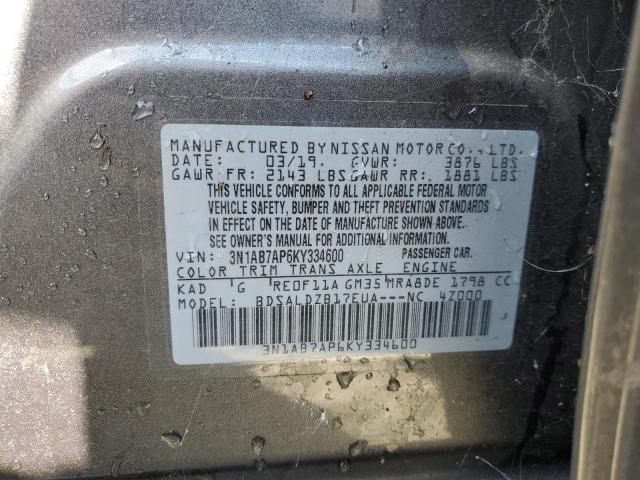 MANUFACTURED BY NISSAN MOTOR CO., LTD.
DATE: 03/19. GVWR: 3876 LBS
GAWR FR: 2143 LBS GAWR RR: 1881 LBS
THIS VEHICLE CONFORMS TO ALL APPLICABLE FEDERAL MOTOR
VEHICLE SAFETY, BUMPER AND THEFT PREVENTION STANDARDS
IN EFFECT ON THE DATE OF MANUFACTURE SHOWN ABOVE.
SEE OWNER'S MANUAL FOR ADDITIONAL INFORMATION.
VIN: 3N1AB7AP6KY334600 PASSENGER CAR.
COLOR TRIM TRANS AXLE ENGINE
KAD G RE0F11A GM35 MRA8DE 1798 CC
MODEL: BDSALDZB17EUA---NC 4Z000
3N1AB7AP6KY334600